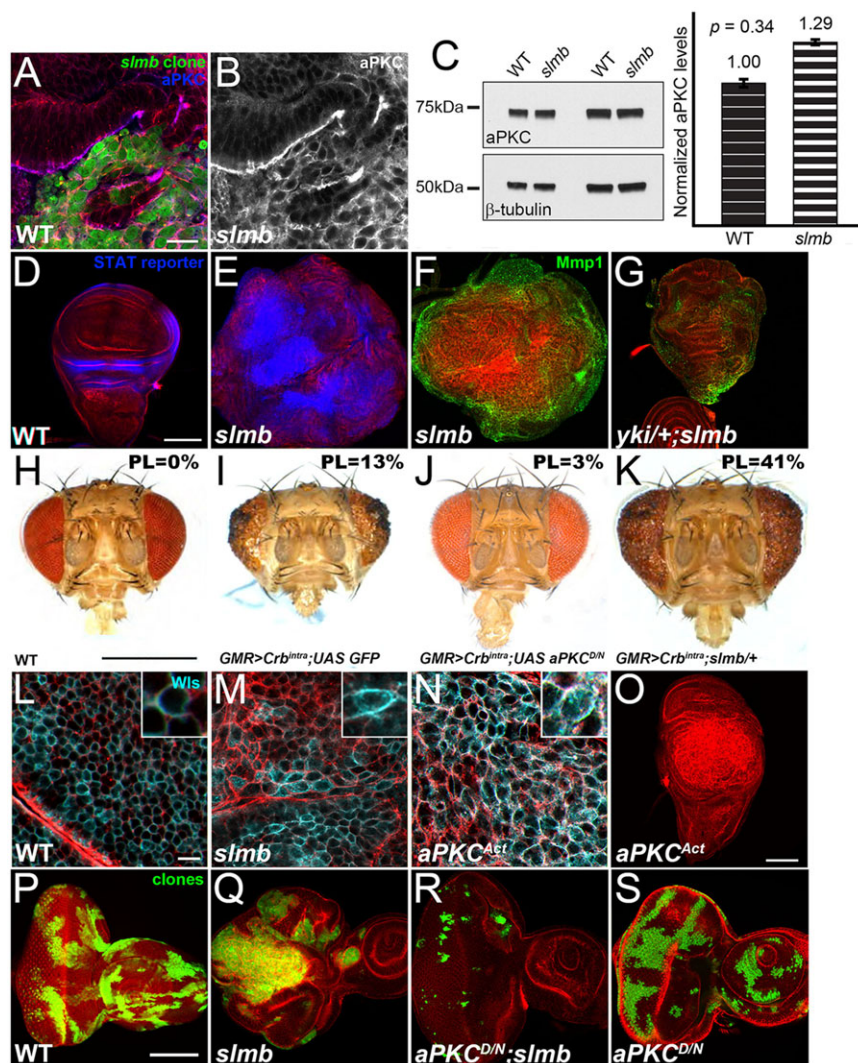 A
slmb clone
aPKC
WT
B
aPKC
slmb
C
WT
slmb
WT
slmb
75kDa
aPKC
50kDa
β-tubulin
Normalized aPKC levels
p = 0.34
1.00
1.29
WT
slmb
D
STAT reporter
WT
E
slmb
F
Mmp1
slmb
G
yki/+;slmb
H
PL=0%
WT
I
PL=13%
GMR>Crbintra;UAS GFP
J
PL=3%
GMR>Crbintra;UAS aPKCD/N
K
PL=41%
GMR>Crbintra;slmb/+
L
Wls
WT
M
slmb
N
aPKCAct
O
aPKCAct
P
clones
WT
Q
slmb
R
aPKCD/N;slmb
S
aPKCD/N